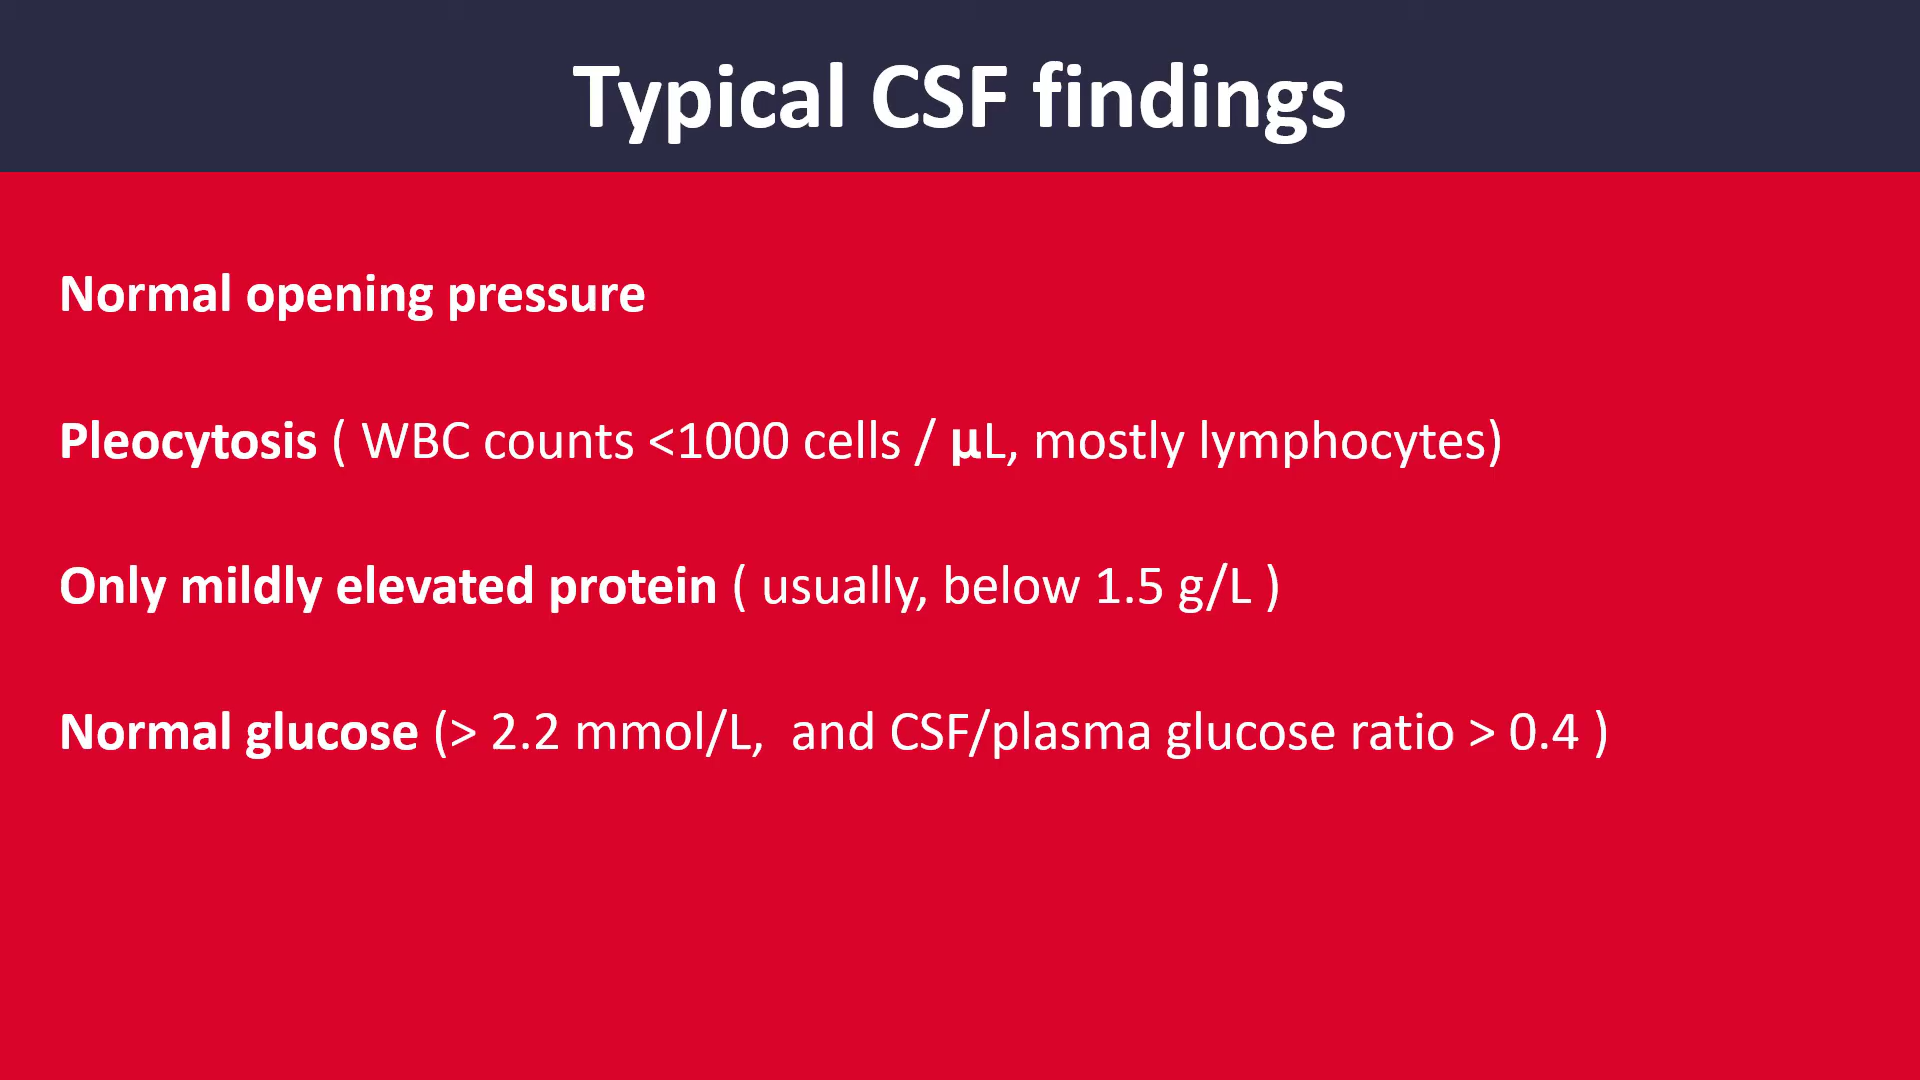 Typical CSF findings
Normal opening pressure
Pleocytosis ( WBC counts <1000 cells / μL, mostly lymphocytes)
Only mildly elevated protein ( usually, below 1.5 g/L )
Normal glucose (> 2.2 mmol/L,  and CSF/plasma glucose ratio > 0.4 )